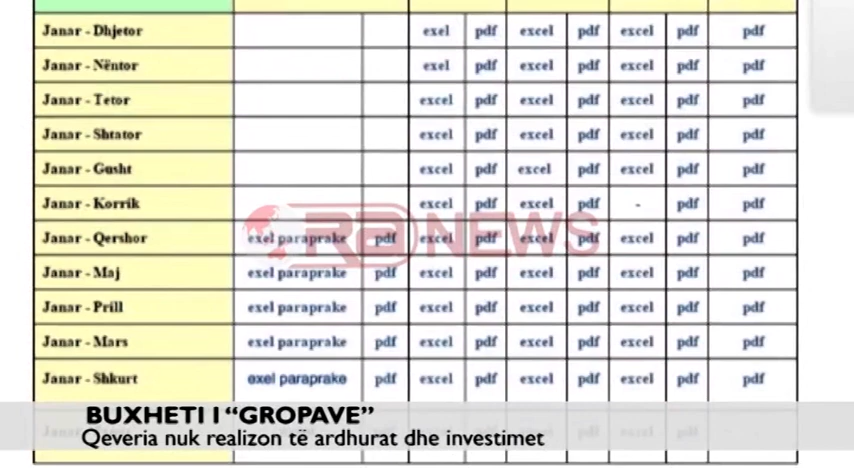 Janar - Dhjetor exel pdf excel pdf excel pdf pdf
Janar - Nëntor exel pdf excel pdf excel pdf pdf
Janar - Tetor excel pdf excel pdf excel pdf pdf
Janar - Shtator excel pdf excel pdf excel pdf pdf
Janar - Gusht excel pdf excel pdf excel pdf pdf
Janar - Korrik excel pdf excel pdf - pdf pdf
Janar - Qershor exel paraprake pdf excel pdf excel pdf excel pdf pdf
R@NEWS
Janar - Maj exel paraprake pdf excel pdf excel pdf excel pdf pdf
Janar - Prill exel paraprake pdf excel pdf excel pdf excel pdf pdf
Janar - Mars exel paraprake pdf excel pdf excel pdf excel pdf pdf
Janar - Shkurt exel paraprake pdf excel pdf excel pdf excel pdf pdf
BUXHETI I “GROPAVE”
Qeveria nuk realizon të ardhurat dhe investimet